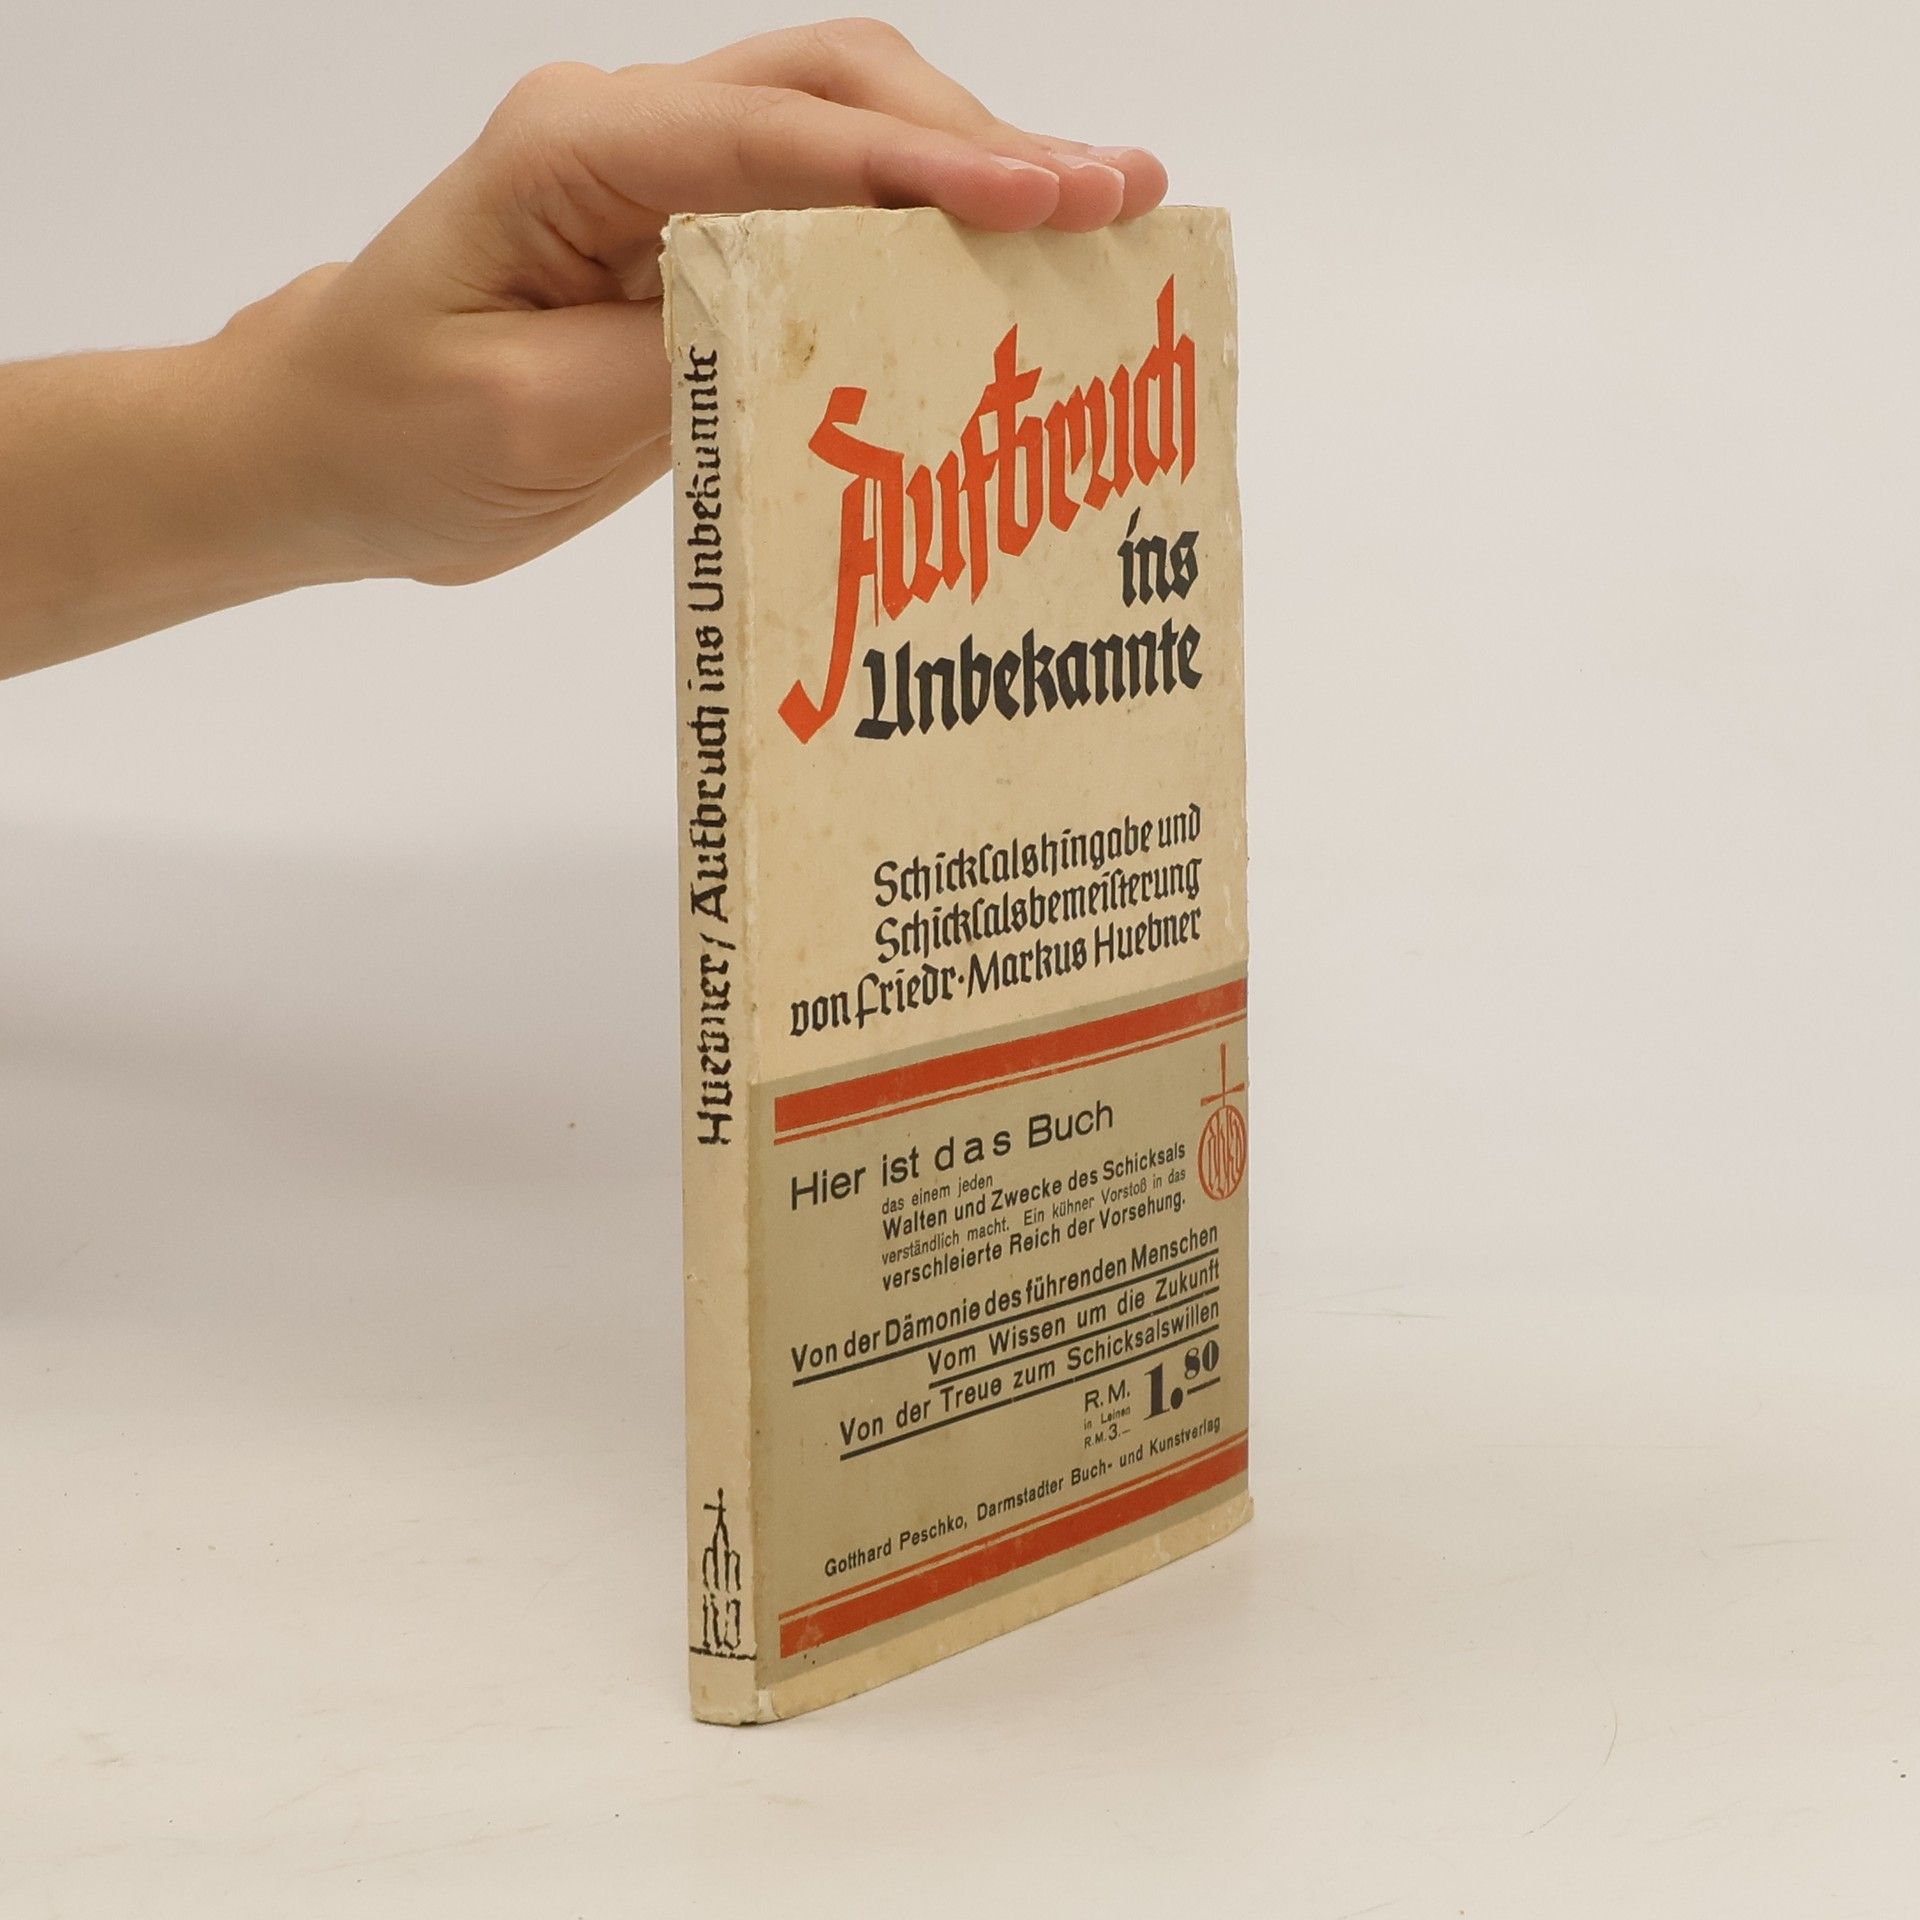 Huebner / Aufbruch ins Unbekannte
Aufbruch
ins
Unbekannte
Schickſalshingabe und
Schickſalsbemeiſterung
von Friedr. Markus Huebner
Hier ist das Buch
das einem jeden
Walten und Zwecke des Schicksals
verständlich macht. Ein kühner Vorstoß in das
verschleierte Reich der Vorsehung.
Von der Dämonie des führenden Menschen
Vom Wissen um die Zukunft
Von der Treue zum Schicksalswillen
R.M. 1.80
in Leinen
R.M. 3.–
Gotthard Peschko, Darmstadter Buch- und Kunstverlag